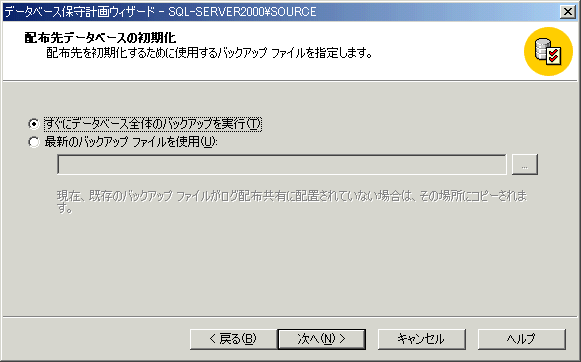 データベース保守計画ウィザード - SQL-SERVER2000¥SOURCE
配布先データベースの初期化
配布先を初期化するために使用するバックアップ ファイルを指定します。
すぐにデータベース全体のバックアップを実行(T)
最新のバックアップ ファイルを使用(U):
...
現在、既存のバックアップ ファイルがログ配布共有に配置されていない場合は、その場所にコピーされま
す。
< 戻る(B)
次へ(N) >
キャンセル
ヘルプ